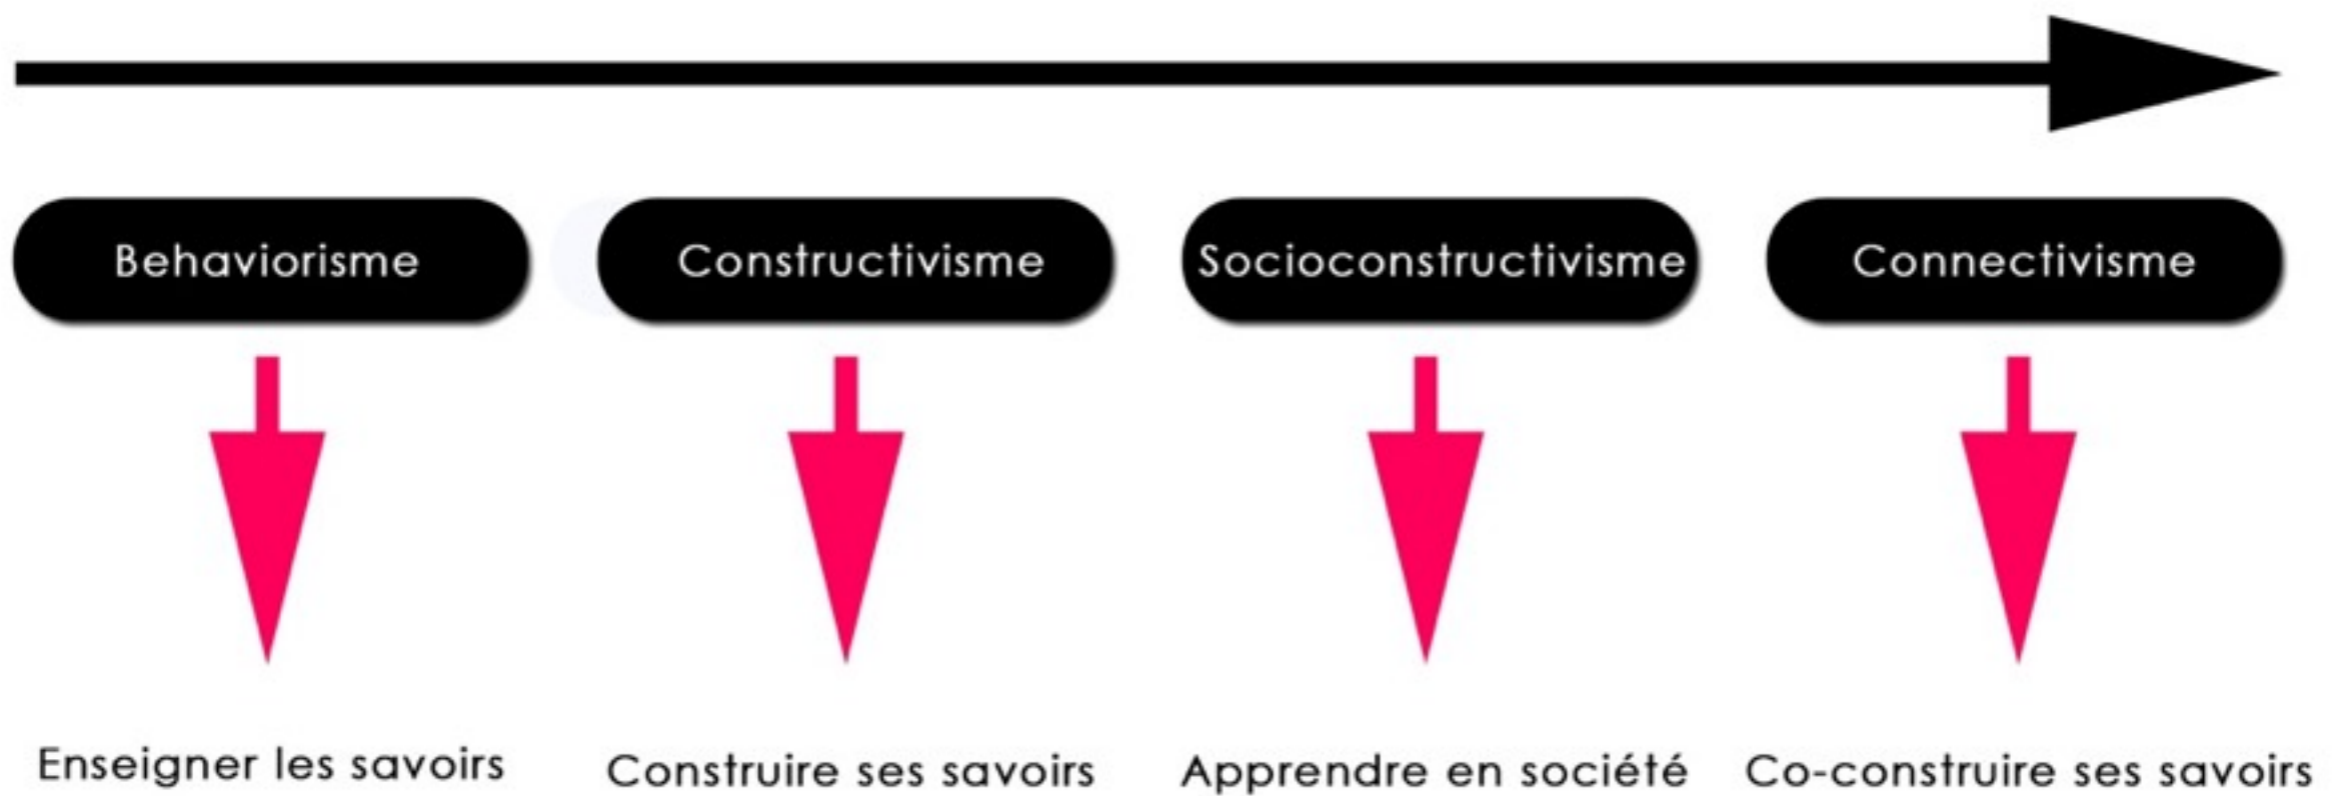 Behaviorisme
Constructivisme
Socioconstructivisme
Connectivisme
Enseigner les savoirs
Construire ses savoirs
Apprendre en société
Co-construire ses savoirs